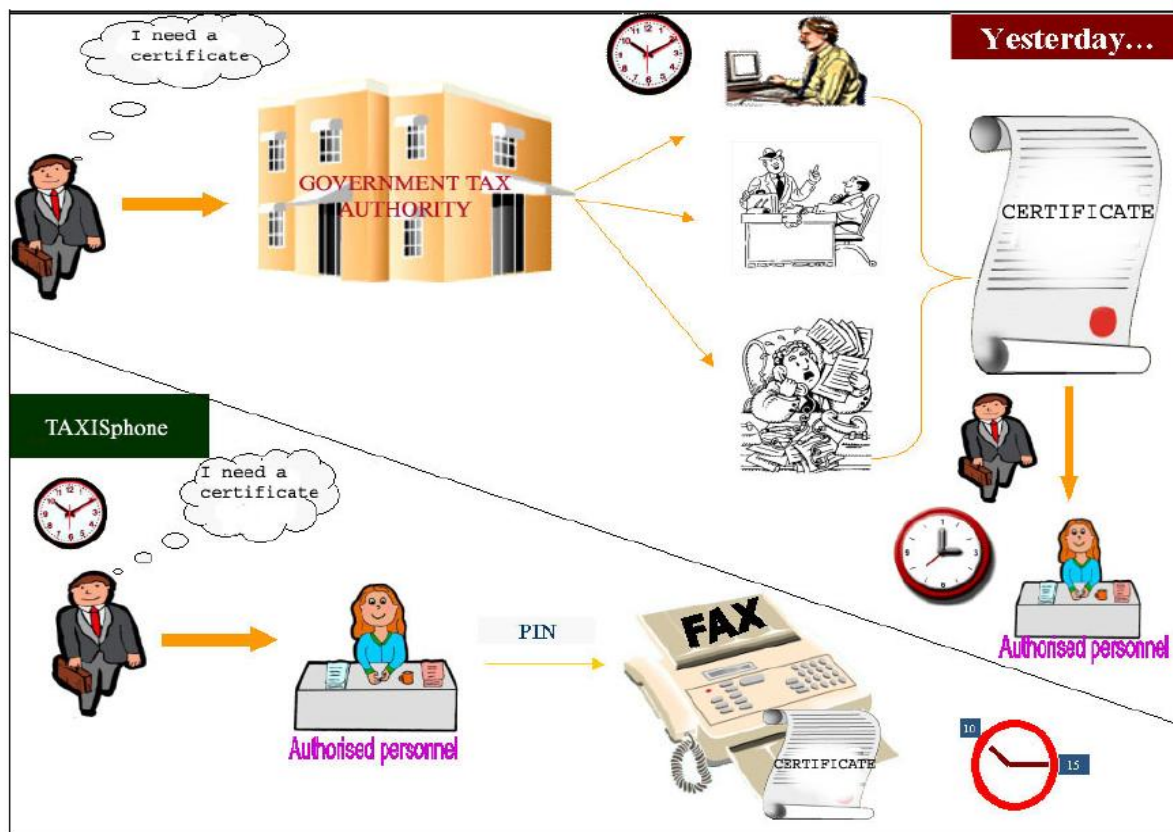 I need a
certificate
Yesterday...
GOVERNMENT TAX
AUTHORITY
CERTIFICATE
Authorised personnel
TAXISphone
I need a
certificate
Authorised personnel
PIN
FAX
CERTIFICATE
10
15